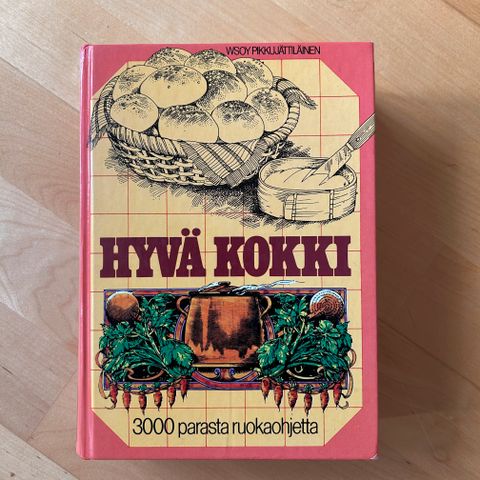 WSOY PIKKUJÄTTILÄINEN
HYVÄ KOKKI
3000 parasta ruokaohjetta